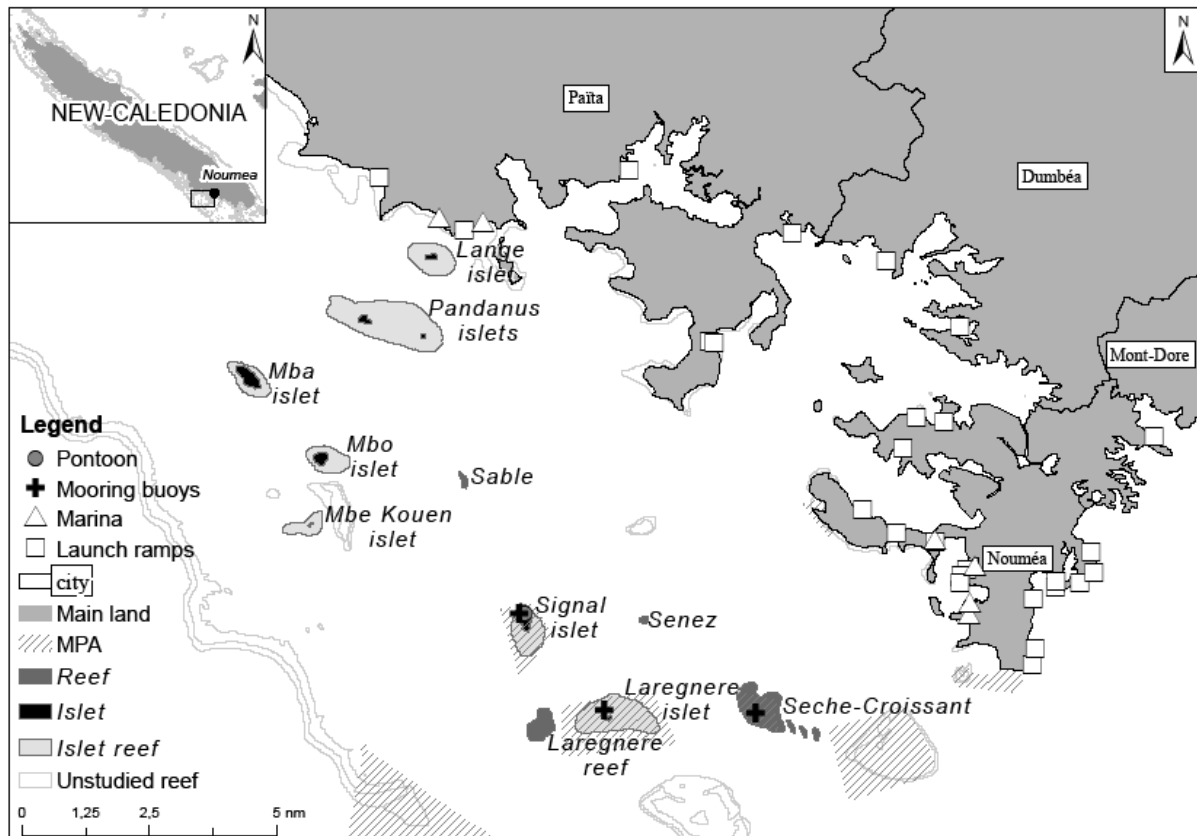 N
NEW-CALEDONIA
Noumea
N
Païta
Dumbéa
Mont-Dore
Nouméa
Lange
islet
Pandanus
islets
Mba
islet
Mbo
islet
Sable
Mbe Kouen
islet
Signal
islet
Senez
Laregnere
islet
Seche-Croissant
Laregnere
reef
Legend
Pontoon
Mooring buoys
Marina
Launch ramps
city
Main land
MPA
Reef
Islet
Islet reef
Unstudied reef
0 1,25 2,5 5 nm